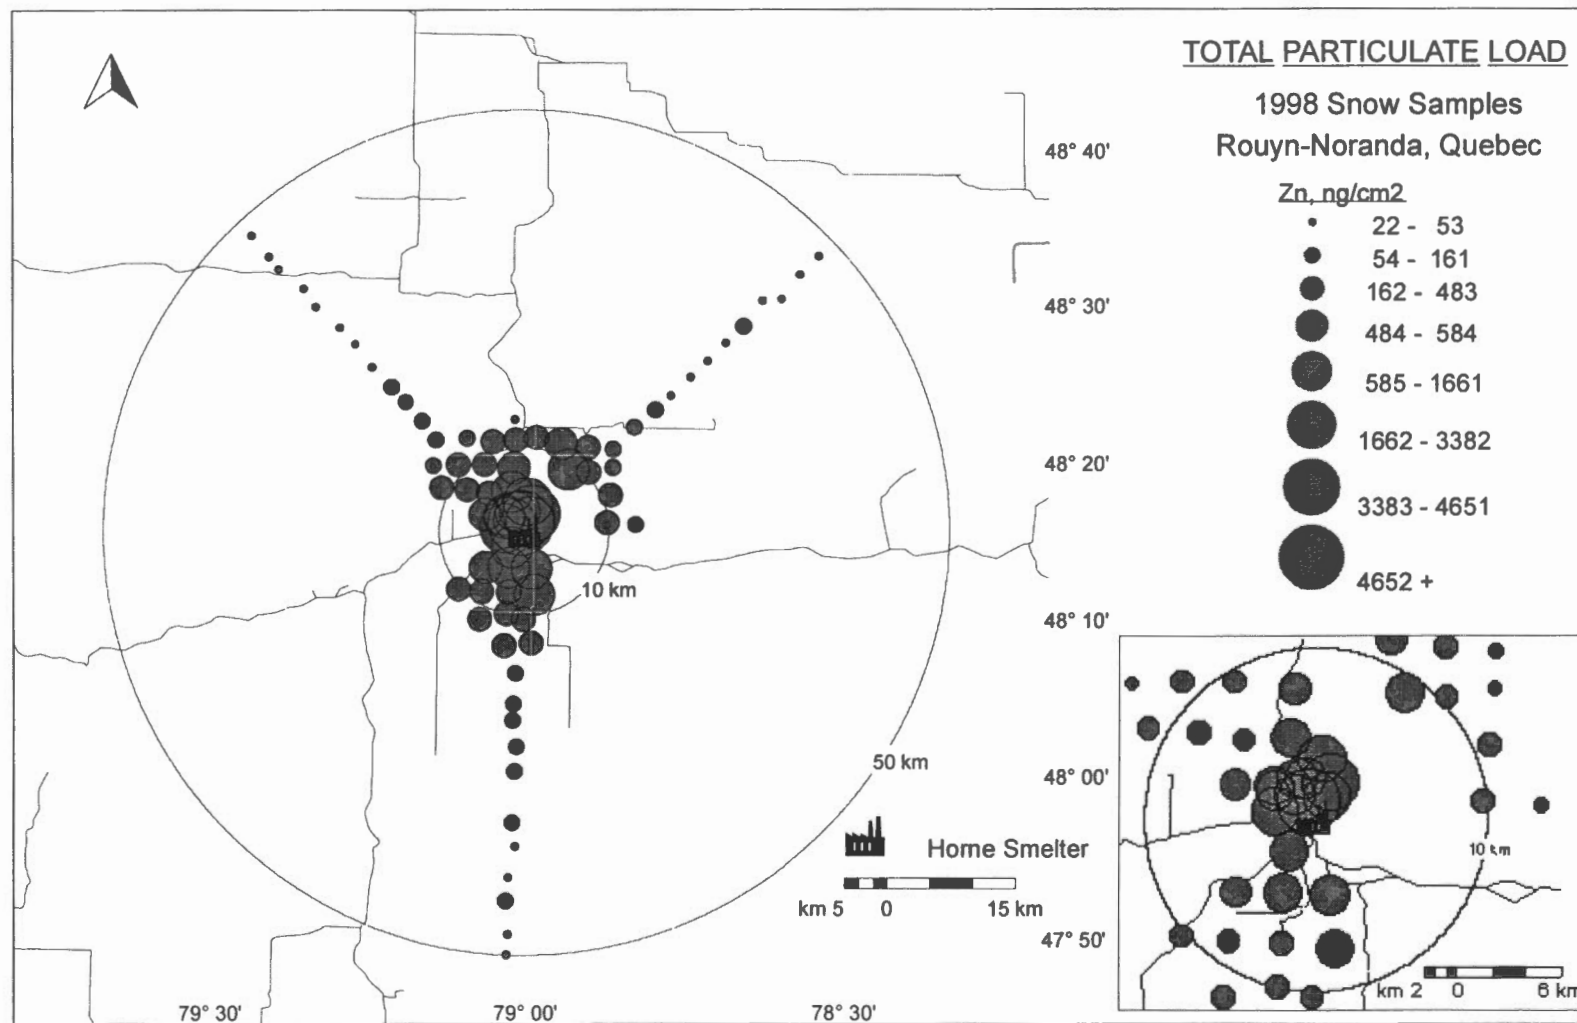 TOTAL PARTICULATE LOAD
1998 Snow Samples
Rouyn-Noranda, Quebec
Zn, ng/cm2
22 - 53
54 - 161
162 - 483
484 - 584
585 - 1661
1662 - 3382
3383 - 4651
4652 +
48° 40'
48° 30'
48° 20'
48° 10'
48° 00'
47° 50'
10 km
50 km
Horne Smelter
km 5 0 15 km
79° 30' 79° 00' 78° 30'
10 km
km 2 0 6 km